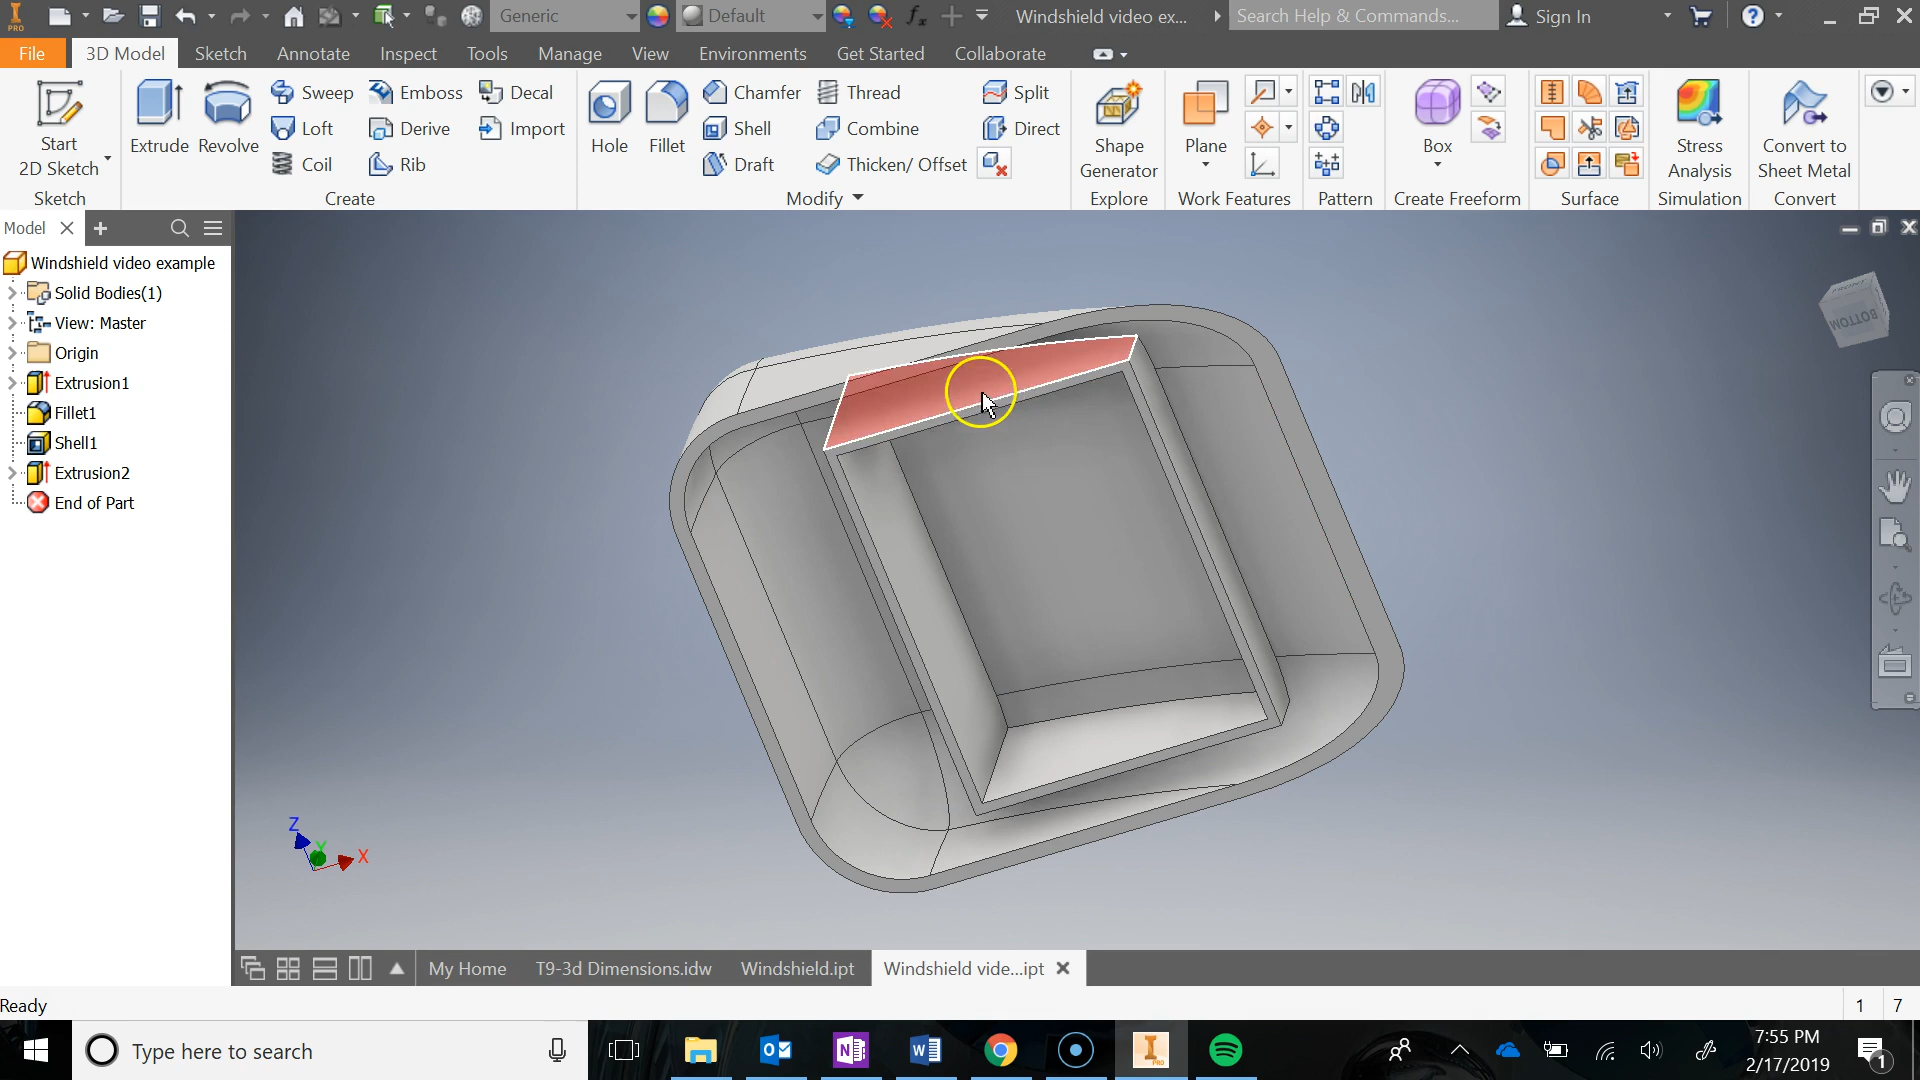 PRO
Generic
Default
Windshield video ex...
Search Help & Commands...
Sign In
File
3D Model
Sketch
Annotate
Inspect
Tools
Manage
View
Environments
Get Started
Collaborate
Start
2D Sketch
Sketch
Extrude
Revolve
Sweep
Loft
Coil
Emboss
Derive
Rib
Decal
Import
Create
Hole
Fillet
Chamfer
Shell
Draft
Thread
Combine
Thicken/ Offset
Split
Direct
Modify
Shape
Generator
Explore
Plane
Work Features
Pattern
Box
Create Freeform
Surface
Stress
Analysis
Simulation
Convert to
Sheet Metal
Convert
Model
Windshield video example
Solid Bodies(1)
View: Master
Origin
Extrusion1
Fillet1
Shell1
Extrusion2
End of Part
BOTTOM
Z
Y
X
My Home
T9-3d Dimensions.idw
Windshield.ipt
Windshield vide...ipt
Ready
1
7
Type here to search
7:55 PM
2/17/2019
1